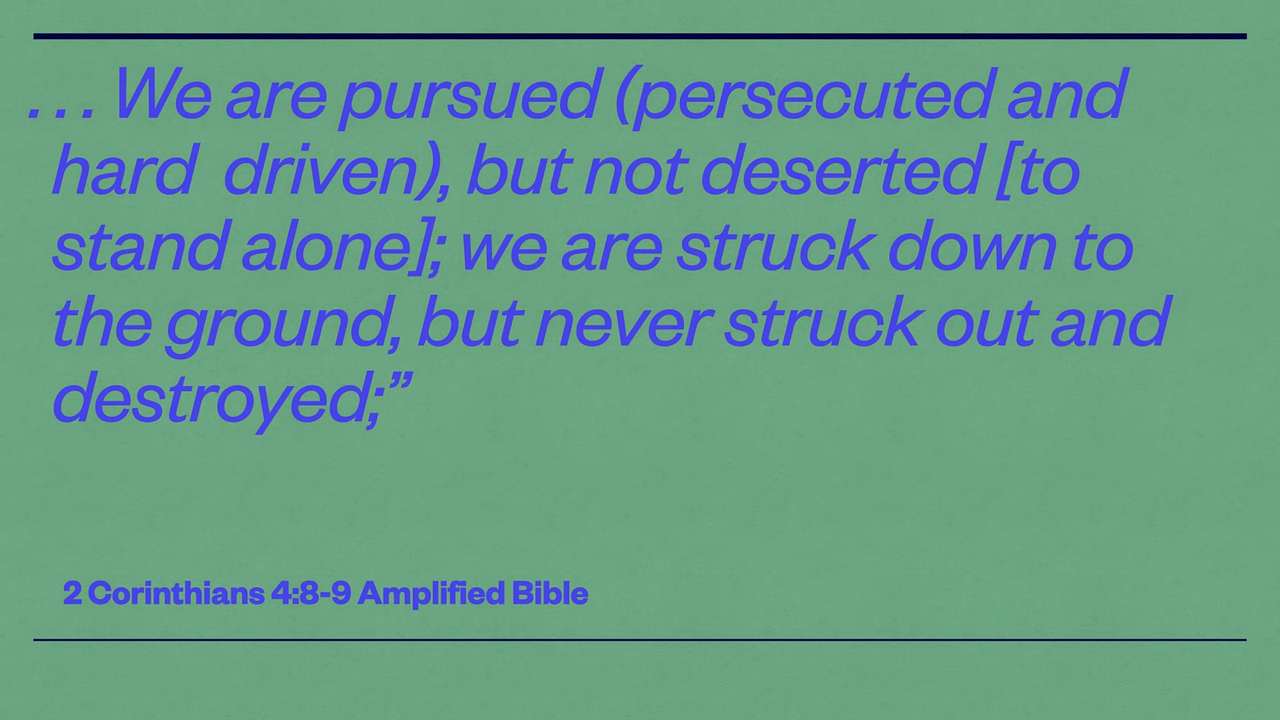 ... We are pursued (persecuted and
hard  driven), but not deserted [to
stand alone]; we are struck down to
the ground, but never struck out and
destroyed;”
2 Corinthians 4:8-9 Amplified Bible